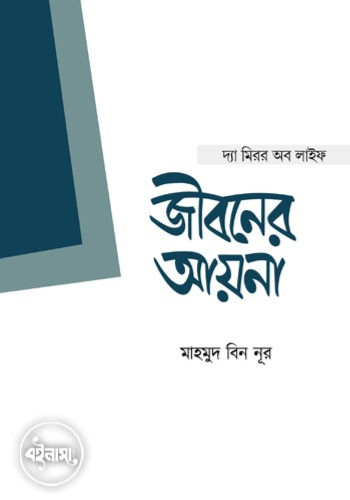 দ্যা মিরর অব লাইফ
জীবনের
আয়না
মাহমুদ বিন নূর
বইনামা